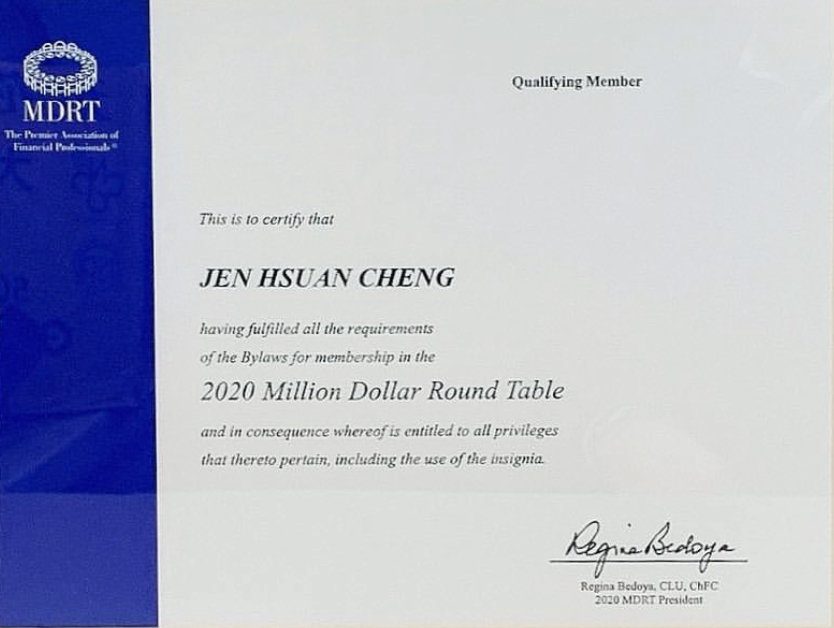 MDRT
The Premier Association of
Financial Professionals®
Qualifying Member
This is to certify that
JEN HSUAN CHENG
having fulfilled all the requirements
of the Bylaws for membership in the
2020 Million Dollar Round Table
and in consequence whereof is entitled to all privileges
that thereto pertain, including the use of the insignia.
Regina Bedoya
Regina Bedoya, CLU, ChFC
2020 MDRT President